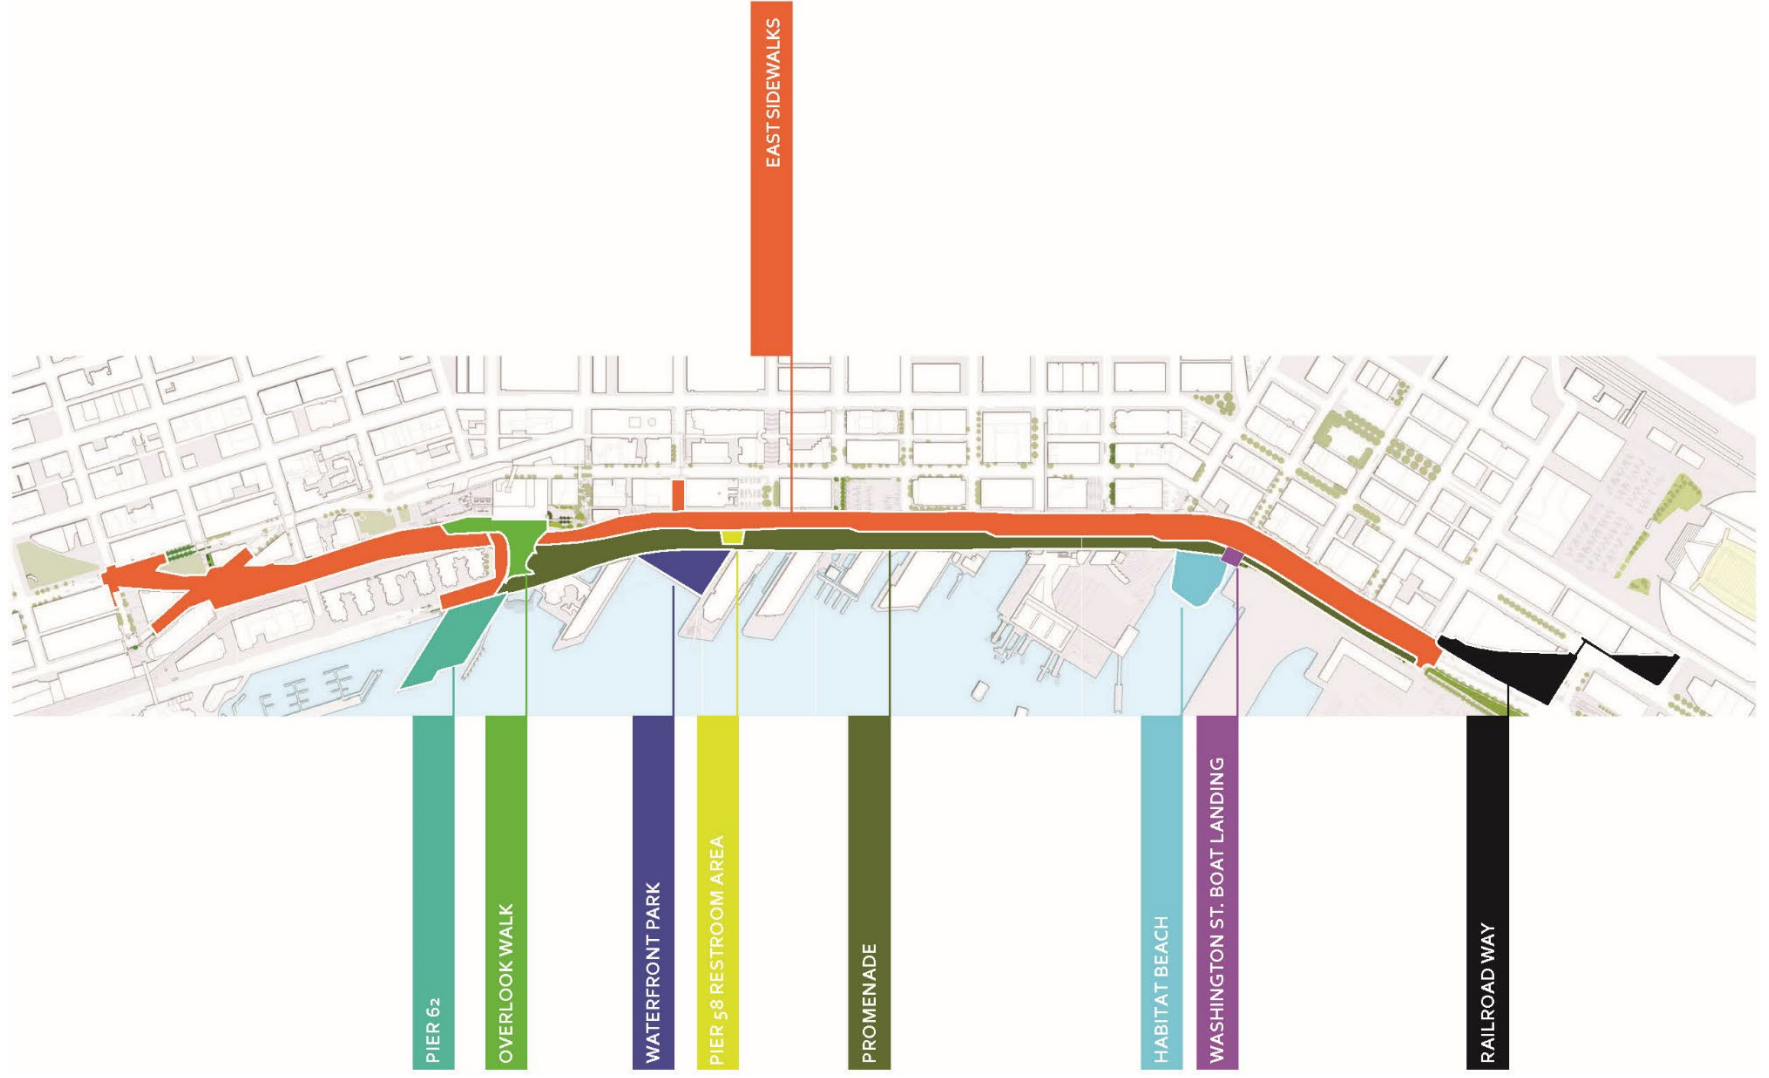 EAST SIDEWALKS
PIER 62
OVERLOOK WALK
WATERFRONT PARK
PIER 58 RESTROOM AREA
PROMENADE
HABITAT BEACH
WASHINGTON ST. BOAT LANDING
RAILROAD WAY